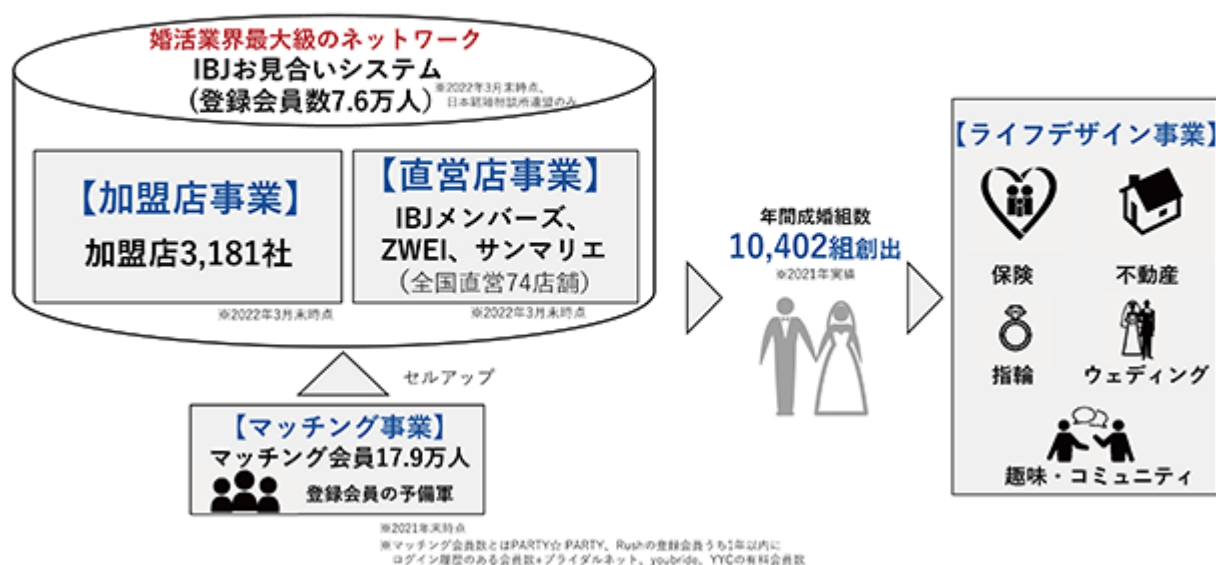 婚活業界最大級のネットワーク
IBJお見合いシステム
(登録会員数7.6万人)
※2022年3月末時点、
日本結婚相談所連盟のみ
【加盟店事業】
加盟店3,181社
※2022年3月末時点
【直営店事業】
IBJメンバーズ、
ZWEI、サンマリエ
（全国直営74店舗）
※2022年3月末時点
セルアップ
【マッチング事業】
マッチング会員17.9万人
登録会員の予備軍
※2021年末時点
※マッチング会員数とはPARTY☆PARTY、Rushの登録会員うち1年以内に
ログイン履歴のある会員数+ブライダルネット、youbride、YYCの有料会員数
年間成婚組数
10,402組創出
※2021年実績
【ライフデザイン事業】
保険
不動産
指輪
ウェディング
趣味・コミュニティ